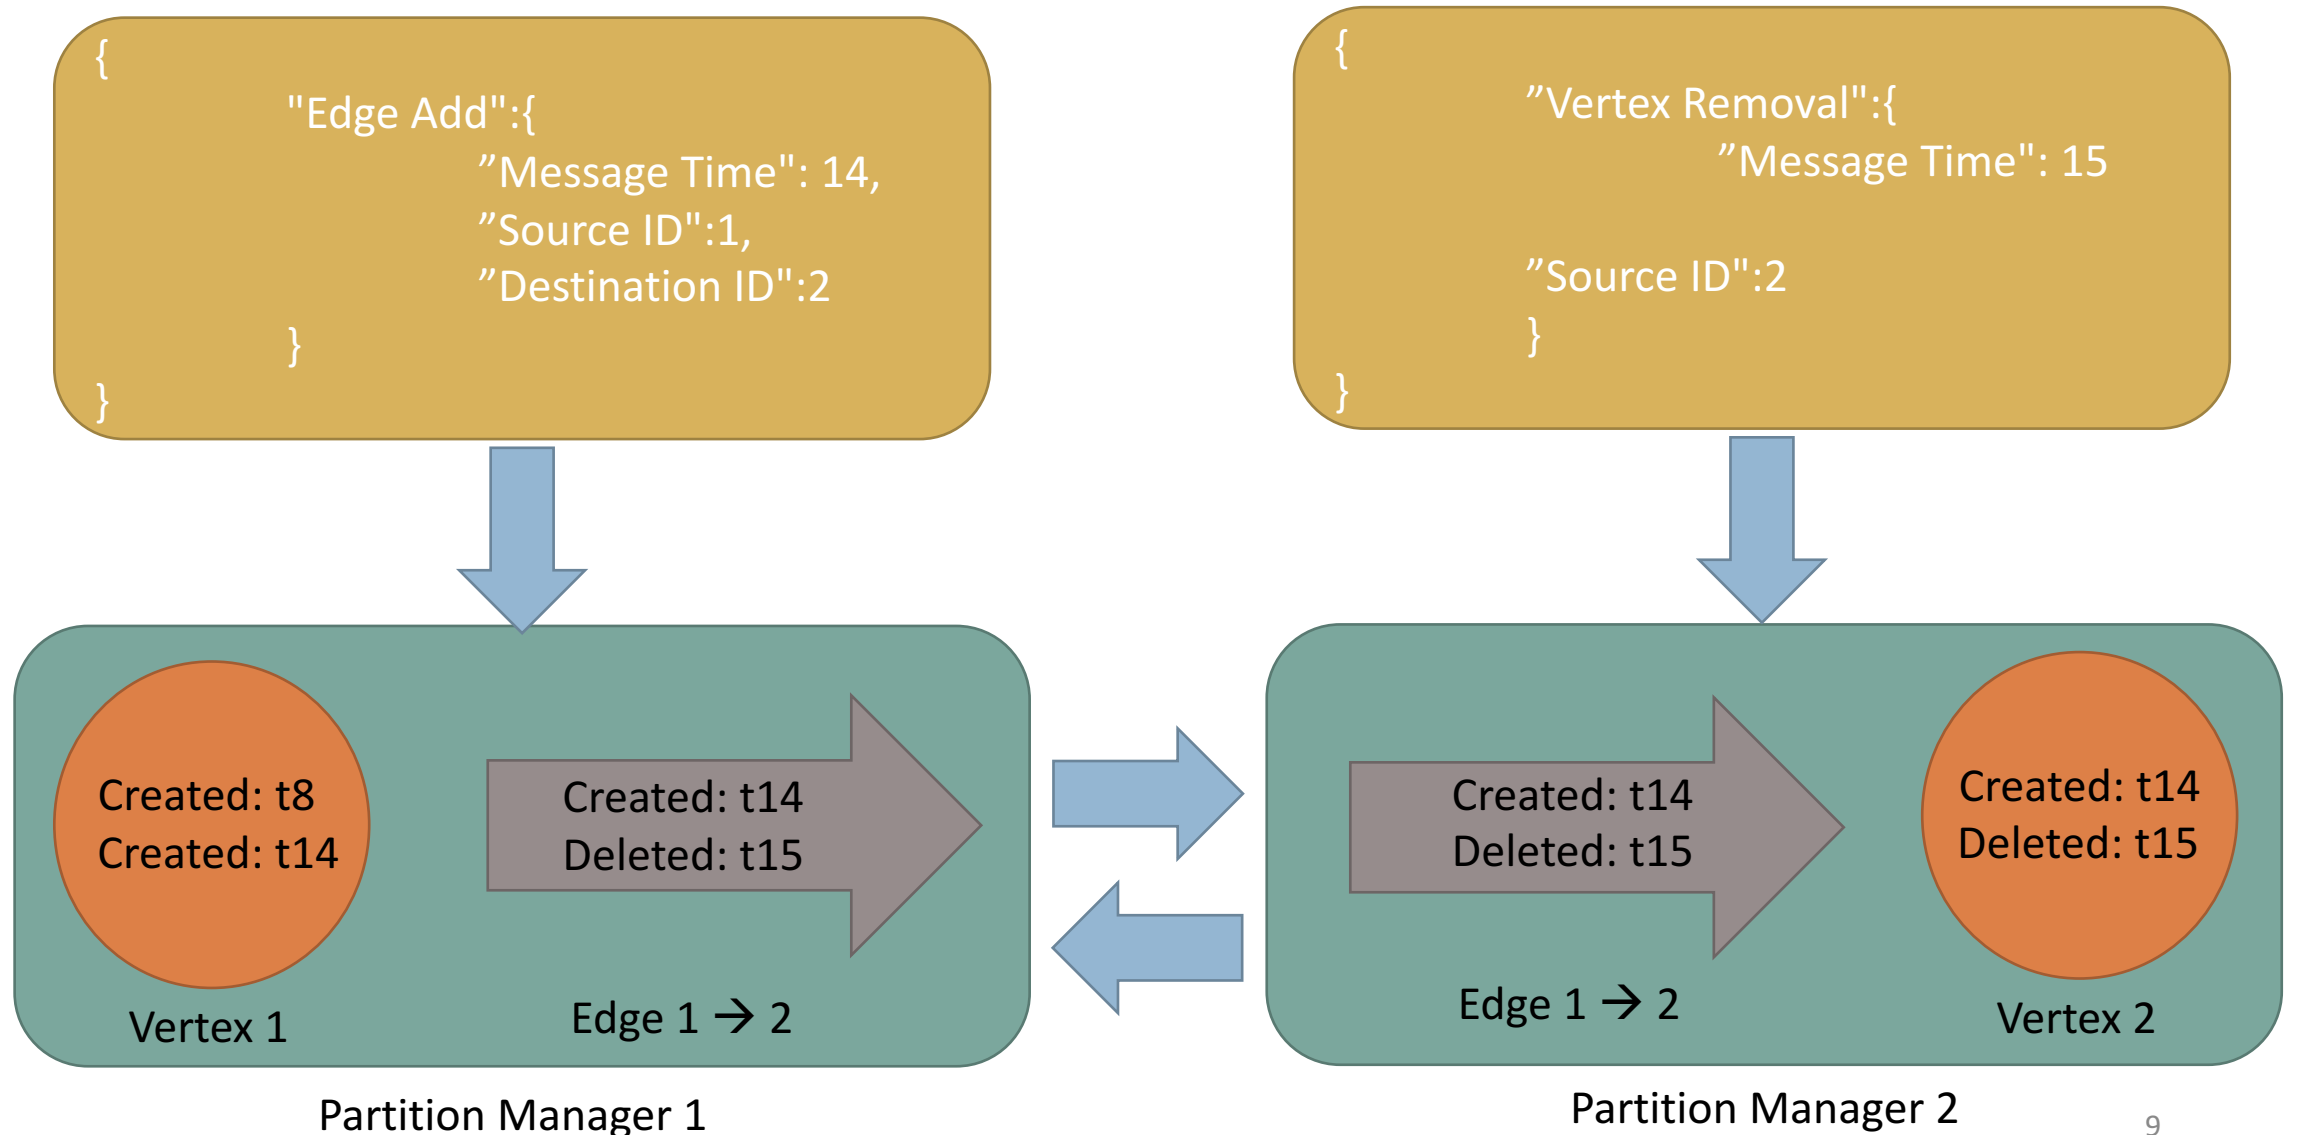 {
"Edge Add":{
”Message Time": 14,
”Source ID":1,
”Destination ID":2
}
}
{
”Vertex Removal":{
”Message Time": 15
”Source ID":2
}
}
Created: t8
Created: t14
Vertex 1
Created: t14
Deleted: t15
Edge 1 → 2
Partition Manager 1
Created: t14
Deleted: t15
Edge 1 → 2
Created: t14
Deleted: t15
Vertex 2
Partition Manager 2
9